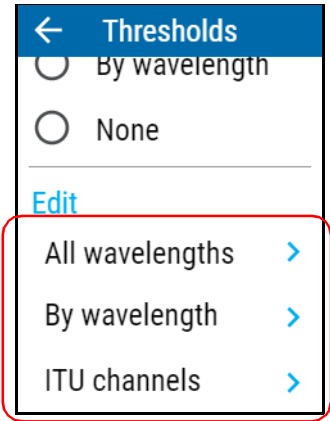 Thresholds
By wavelength
None
Edit
All wavelengths
By wavelength
ITU channels